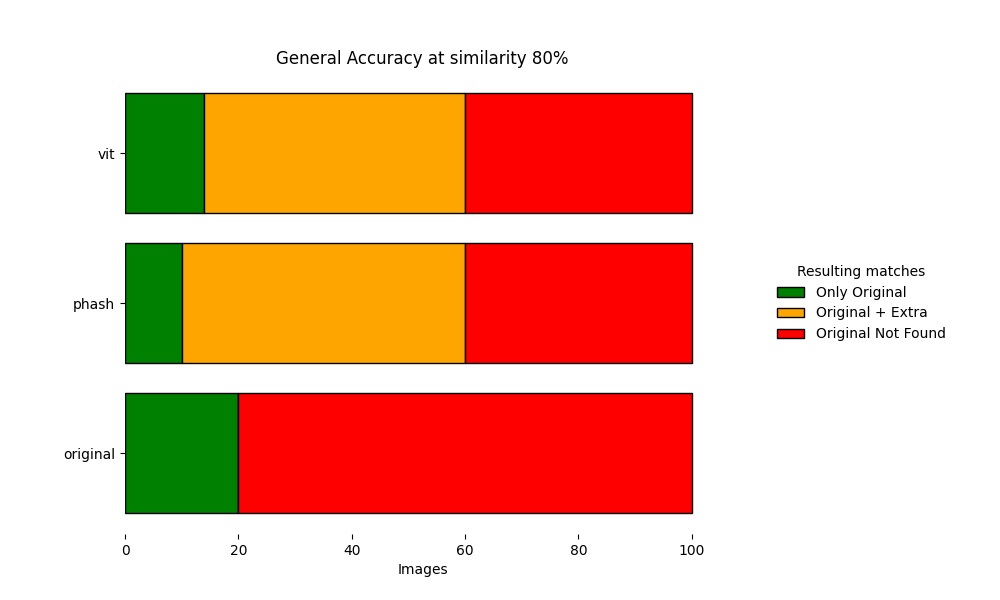 General Accuracy at similarity 80%
vit
phash
original
0 20 40 60 80 100
Images
Resulting matches
Only Original
Original + Extra
Original Not Found